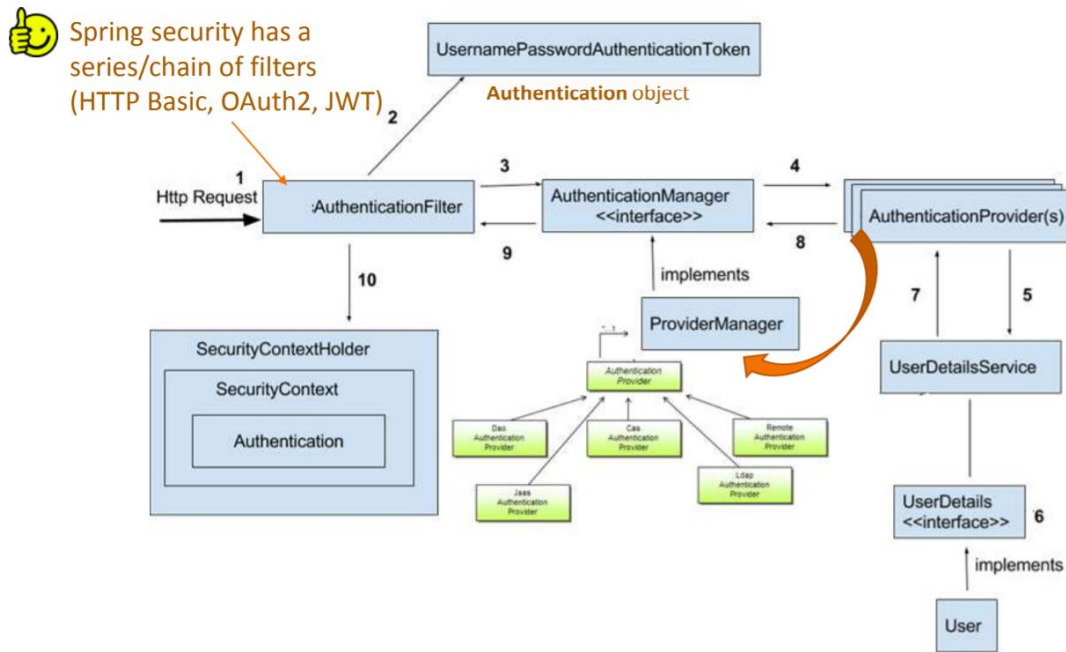 Spring security has a
series/chain of filters
(HTTP Basic, OAuth2, JWT)
UsernamePasswordAuthenticationToken
Authentication object
2
1
Http Request
:AuthenticationFilter
3
9
AuthenticationManager
<<interface>>
4
8
AuthenticationProvider(s)
10
implements
7
5
ProviderManager
SecurityContextHolder
SecurityContext
Authentication
Authentication
Provider
UserDetailsService
Dao
Authentication
Provider
Cas
Authentication
Provider
Remote
Authentication
Provider
Jaas
Authentication
Provider
Ldap
Authentication
Provider
UserDetails
<<interface>>
6
implements
User